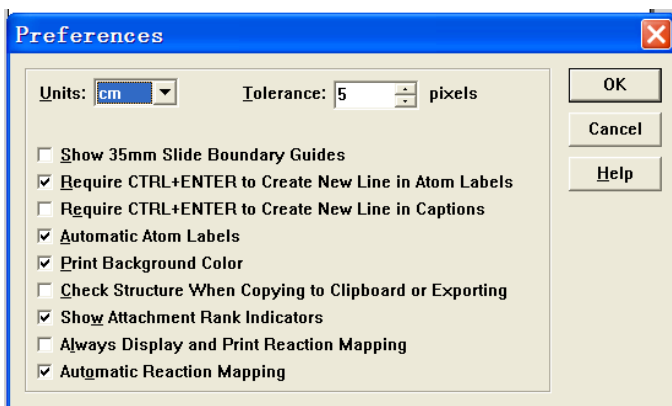 Preferences
Units: cm Tolerance: 5 pixels
OK
Cancel
Help
Show 35mm Slide Boundary Guides
Require CTRL+ENTER to Create New Line in Atom Labels
Require CTRL+ENTER to Create New Line in Captions
Automatic Atom Labels
Print Background Color
Check Structure When Copying to Clipboard or Exporting
Show Attachment Rank Indicators
Always Display and Print Reaction Mapping
Automatic Reaction Mapping